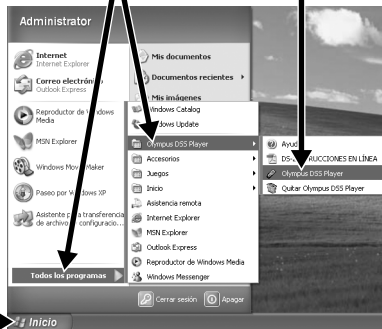 Administrator
Internet
Internet Explorer
Correo electrónico
Outlook Express
Reproductor de Windows
Media
MSN Explorer
Windows Movie Maker
Paseo por Windows XP
Asistente para transferencia
de archivo y configuracio...
Todos los programas
Mis documentos
Documentos recientes
Mis imágenes
Windows Catalog
Windows Update
Olympus DSS Player
Accesorios
Juegos
Inicio
Asistencia remota
Internet Explorer
MSN Explorer
Outlook Express
Reproductor de Windows Media
Windows Messenger
Ayuda
INSTRUCCIONES EN LÍNEA
Olympus DSS Player
Quitar Olympus DSS Player
Cerrar sesión
Apagar
Inicio